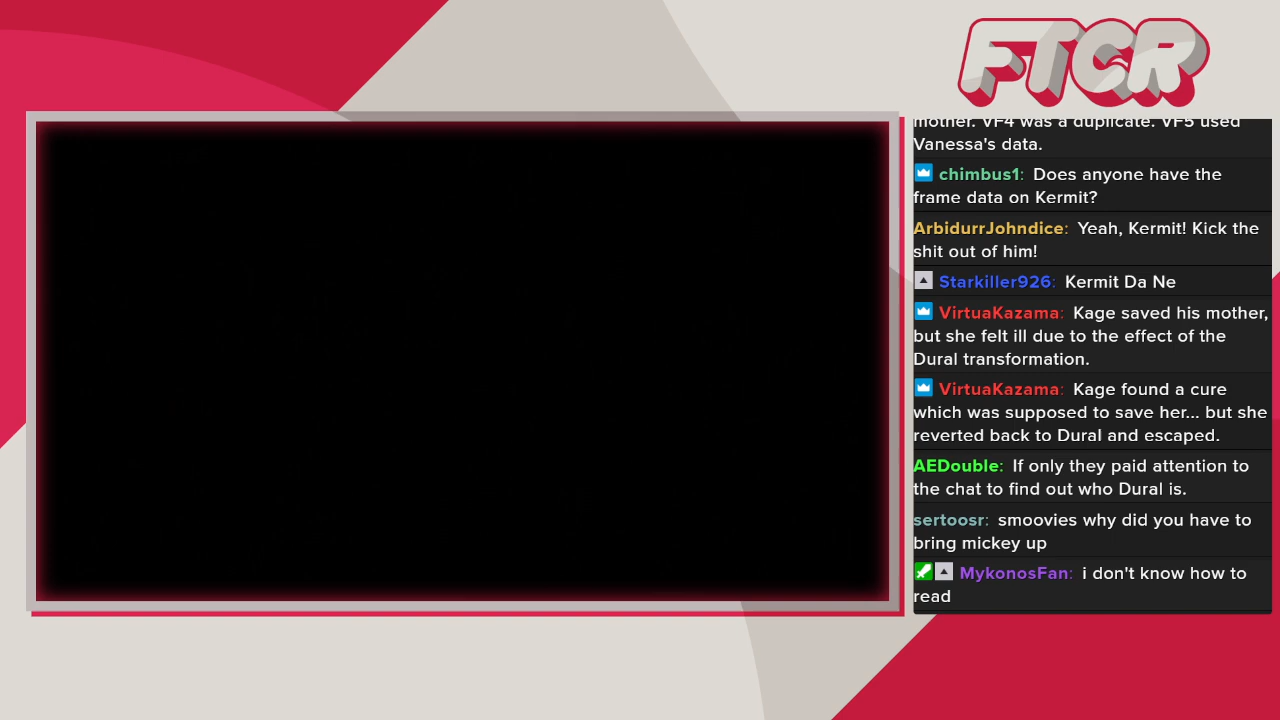 FTCR
mother. VF4 was a duplicate. VF5 used
Vanessa's data.
chimbus1: Does anyone have the
frame data on Kermit?
ArbidurrJohndice: Yeah, Kermit! Kick the
shit out of him!
Starkiller926: Kermit Da Ne
VirtuaKazama: Kage saved his mother,
but she felt ill due to the effect of the
Dural transformation.
VirtuaKazama: Kage found a cure
which was supposed to save her... but she
reverted back to Dural and escaped.
AEDouble: If only they paid attention to
the chat to find out who Dural is.
sertoosr: smoovies why did you have to
bring mickey up
MykonosFan: i don't know how to
read